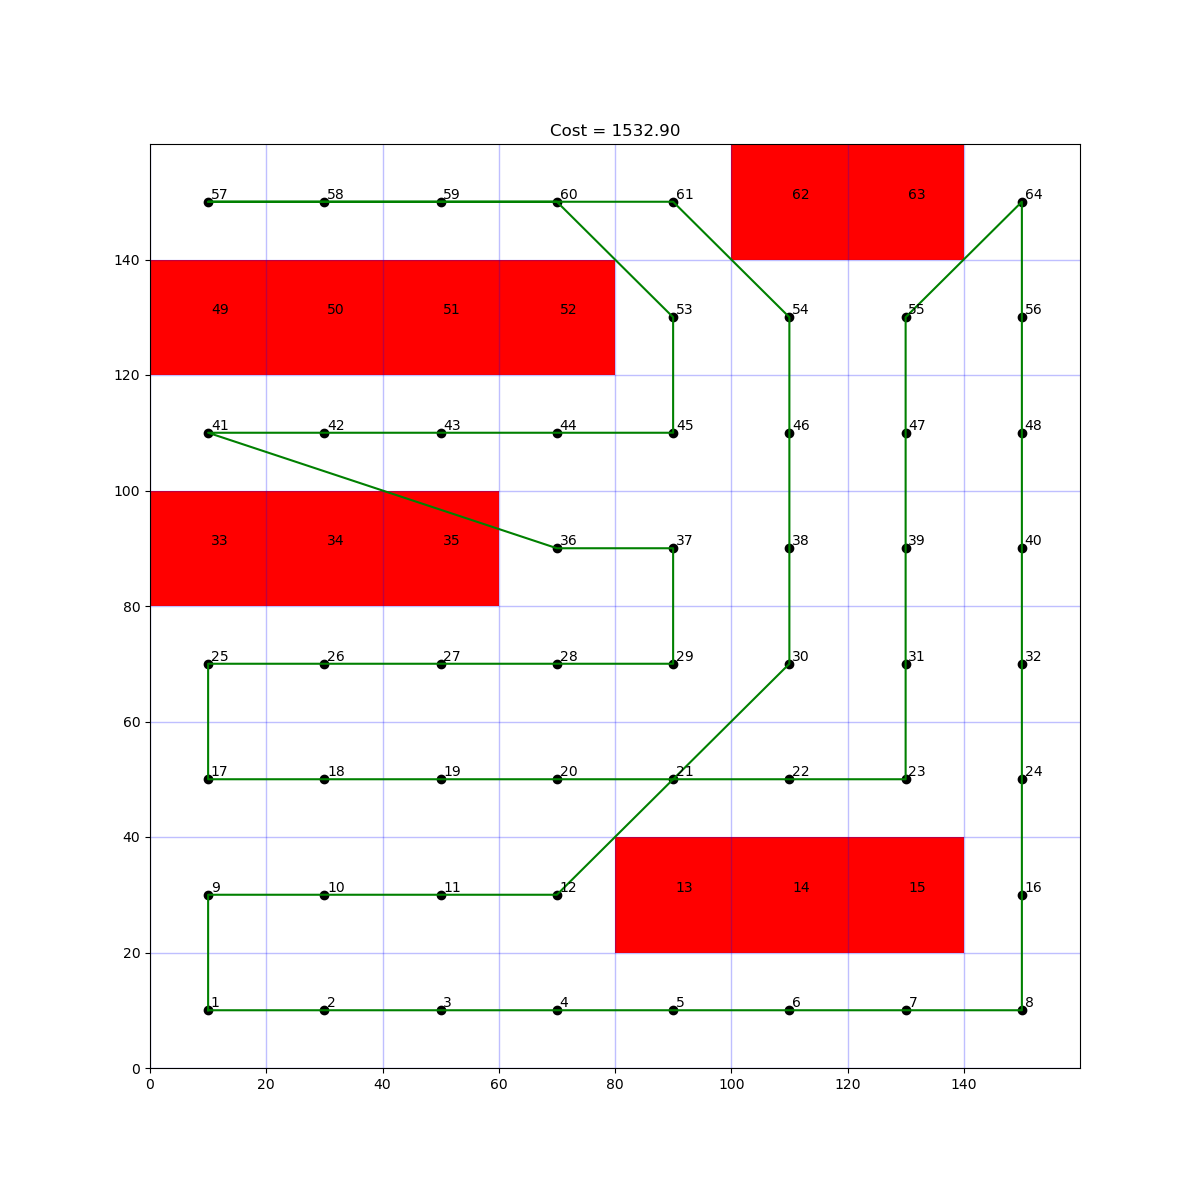 Cost = 1532.90
57 58 59 60 61 62 63 64
140
49 50 51 52 53 54 55 56
120
41 42 43 44 45 46 47 48
100
33 34 35 36 37 38 39 40
80
25 26 27 28 29 30 31 32
60
17 18 19 20 21 22 23 24
40
9 10 11 12 13 14 15 16
20
1 2 3 4 5 6 7 8
0
0 20 40 60 80 100 120 140